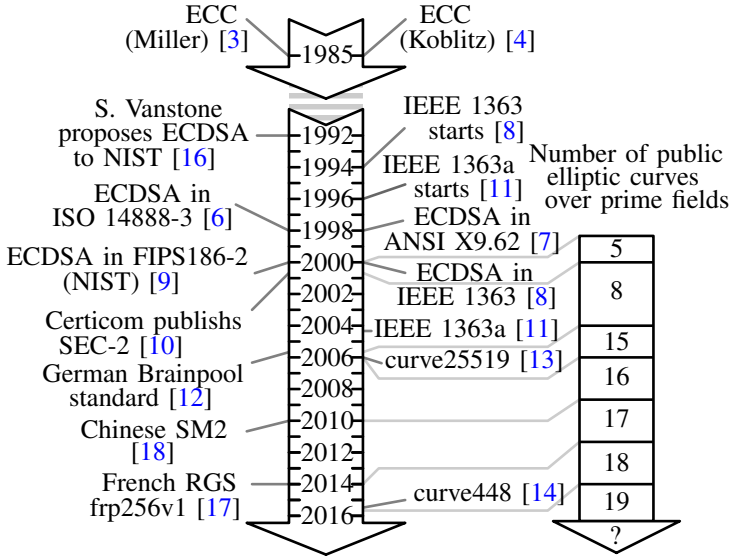 ECC
(Miller) [3]
1985
ECC
(Koblitz) [4]
S. Vanstone
proposes ECDSA
to NIST [16]
ECDSA in
ISO 14888-3 [6]
ECDSA in FIPS186-2
(NIST) [9]
Certicom publishs
SEC-2 [10]
German Brainpool
standard [12]
Chinese SM2
[18]
French RGS
frp256v1 [17]
1992
1994
1996
1998
2000
2002
2004
2006
2008
2010
2012
2014
2016
IEEE 1363
starts [8]
IEEE 1363a
starts [11]
ECDSA in
ANSI X9.62 [7]
ECDSA in
IEEE 1363 [8]
IEEE 1363a [11]
curve25519 [13]
curve448 [14]
Number of public
elliptic curves
over prime fields
5
8
15
16
17
18
19
?